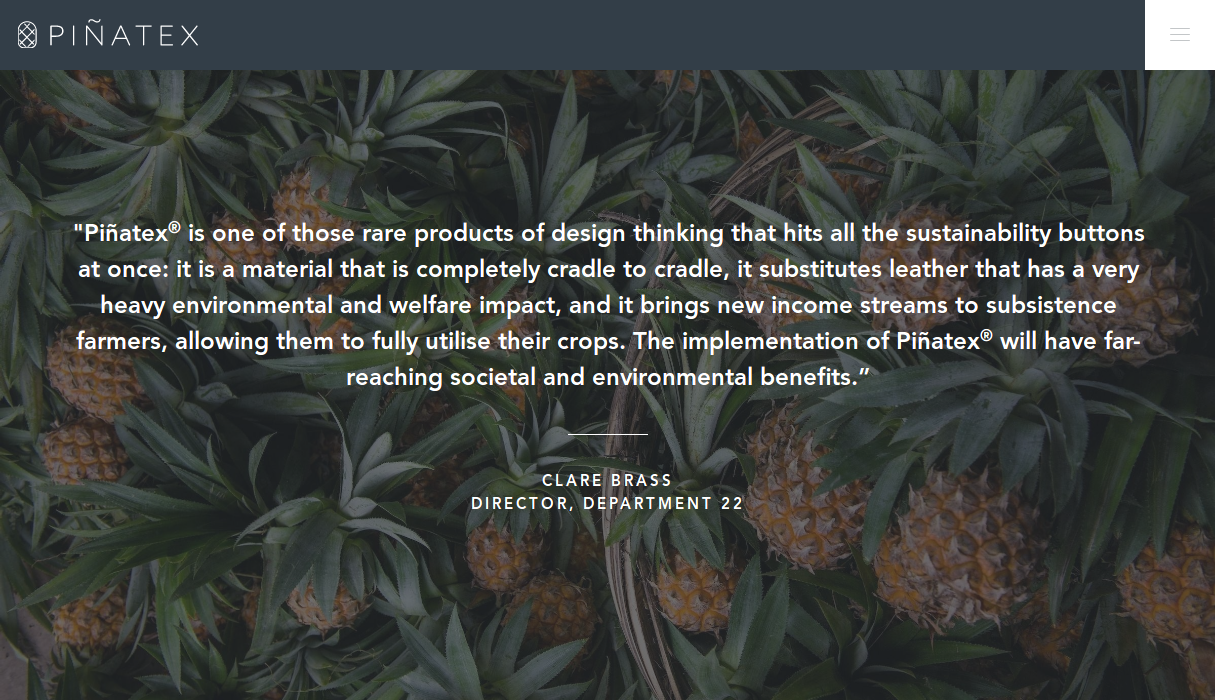 PIÑATEX
"Piñatex® is one of those rare products of design thinking that hits all the sustainability buttons
at once: it is a material that is completely cradle to cradle, it substitutes leather that has a very
heavy environmental and welfare impact, and it brings new income streams to subsistence
farmers, allowing them to fully utilise their crops. The implementation of Piñatex® will have far-
reaching societal and environmental benefits.”
CLARE BRASS
DIRECTOR, DEPARTMENT 22